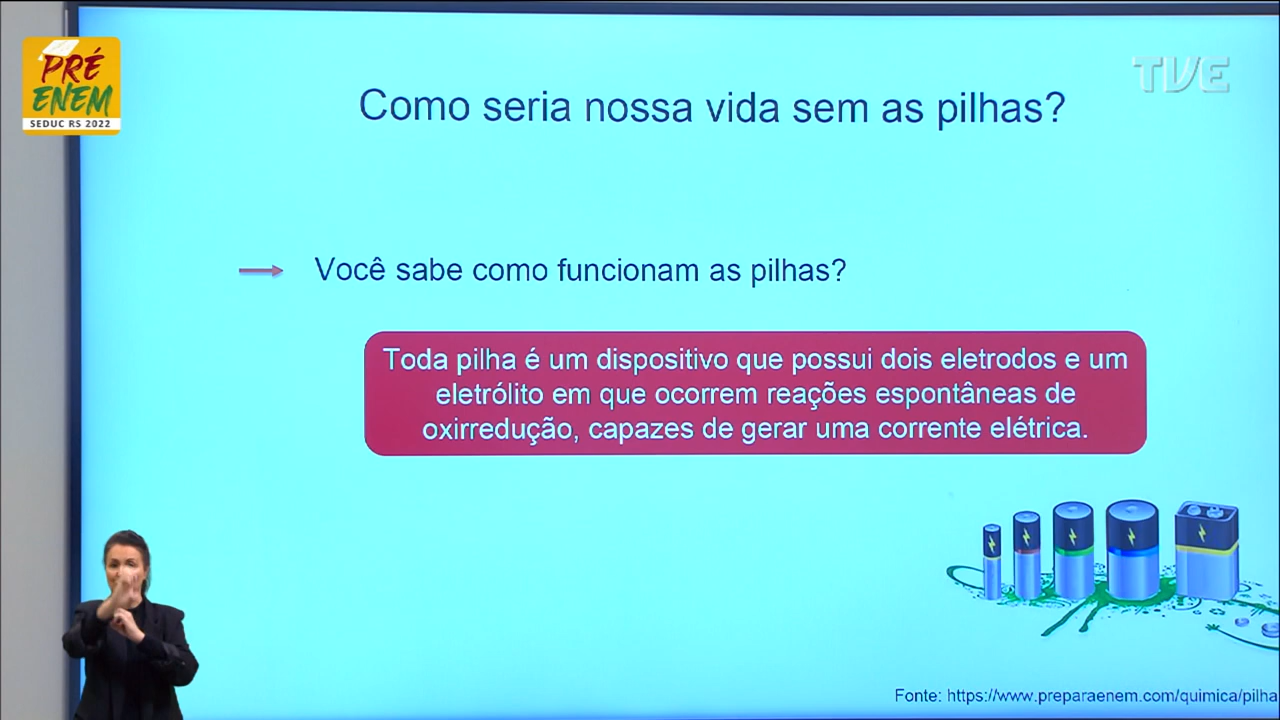 PRÉ
ENEM
SEDUC RS 2022
TVE
Como seria nossa vida sem as pilhas?
Você sabe como funcionam as pilhas?
Toda pilha é um dispositivo que possui dois eletrodos e um
eletrólito em que ocorrem reações espontâneas de
oxirredução, capazes de gerar uma corrente elétrica.
Fonte: https://www.preparaenem.com/quimica/pilha